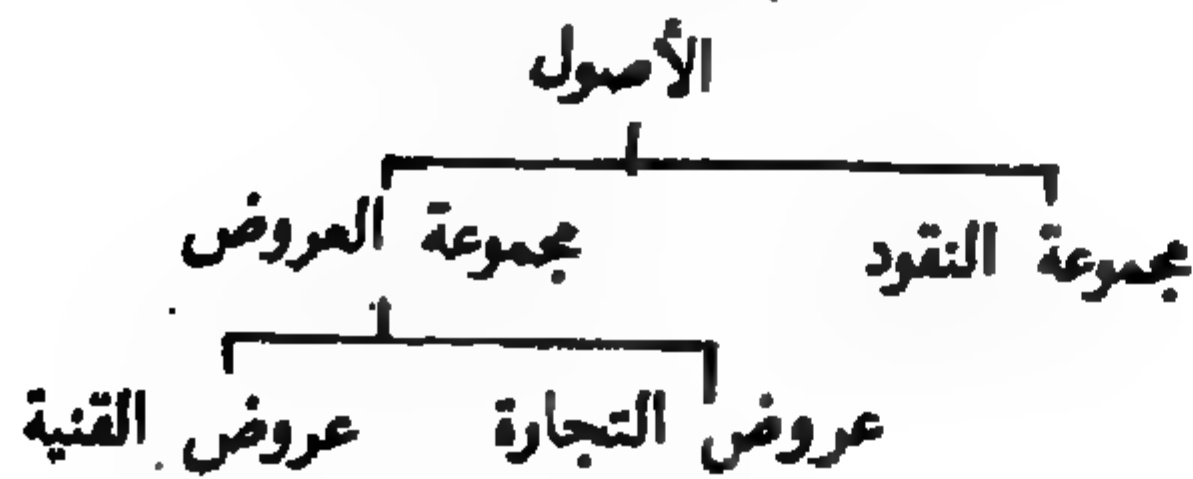 الأصول
مجموعة النقود
مجموعة العروض
عروض التجارة
عروض القنية